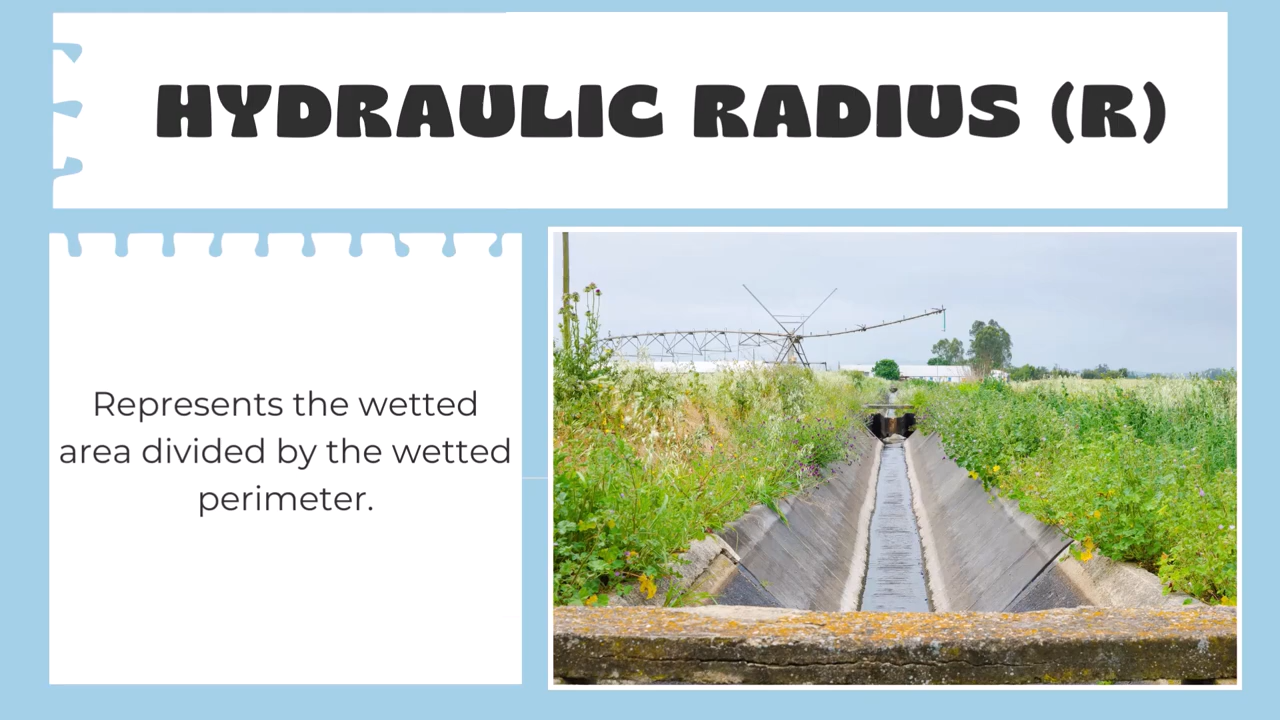 HYDRAULIC RADIUS (R)
Represents the wetted
area divided by the wetted
perimeter.